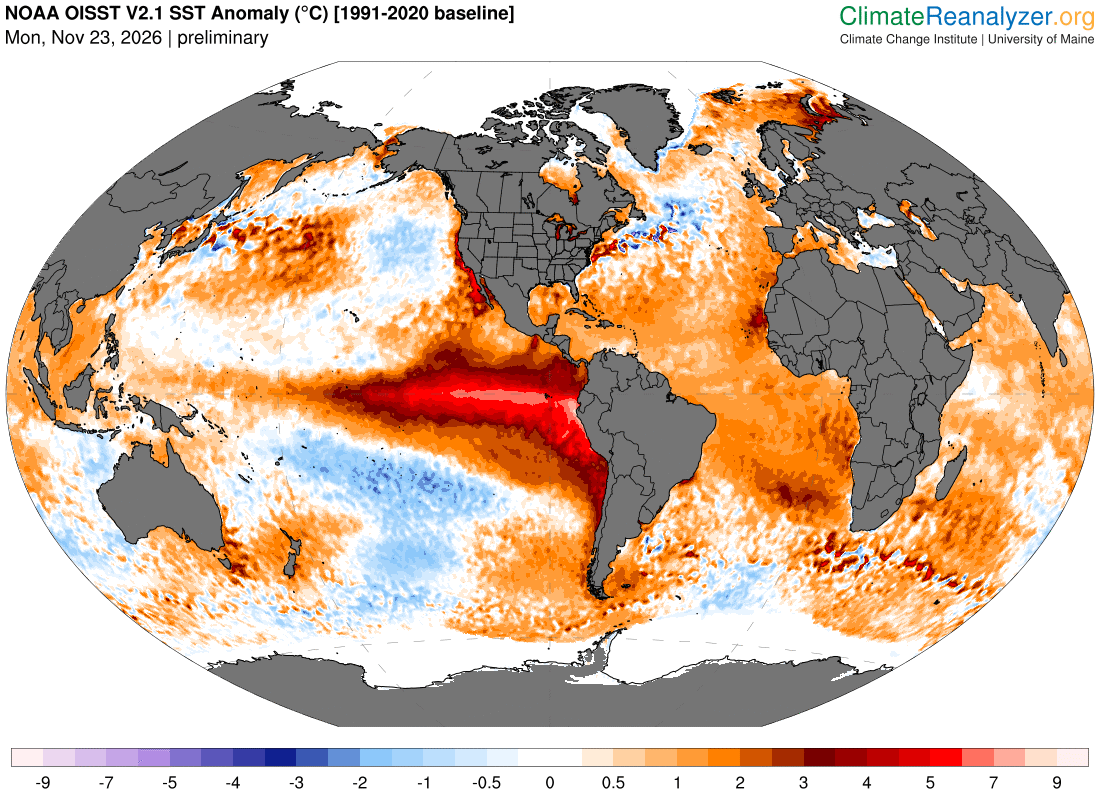 NOAA OISST V2.1 SST Anomaly (°C) [1991-2020 baseline]
ClimateReanalyzer.org
Mon, Nov 23, 2026 | preliminary
Climate Change Institute | University of Maine
-9 -7 -5 -4 -3 -2 -1 -0.5 0 0.5 1 2 3 4 5 7 9